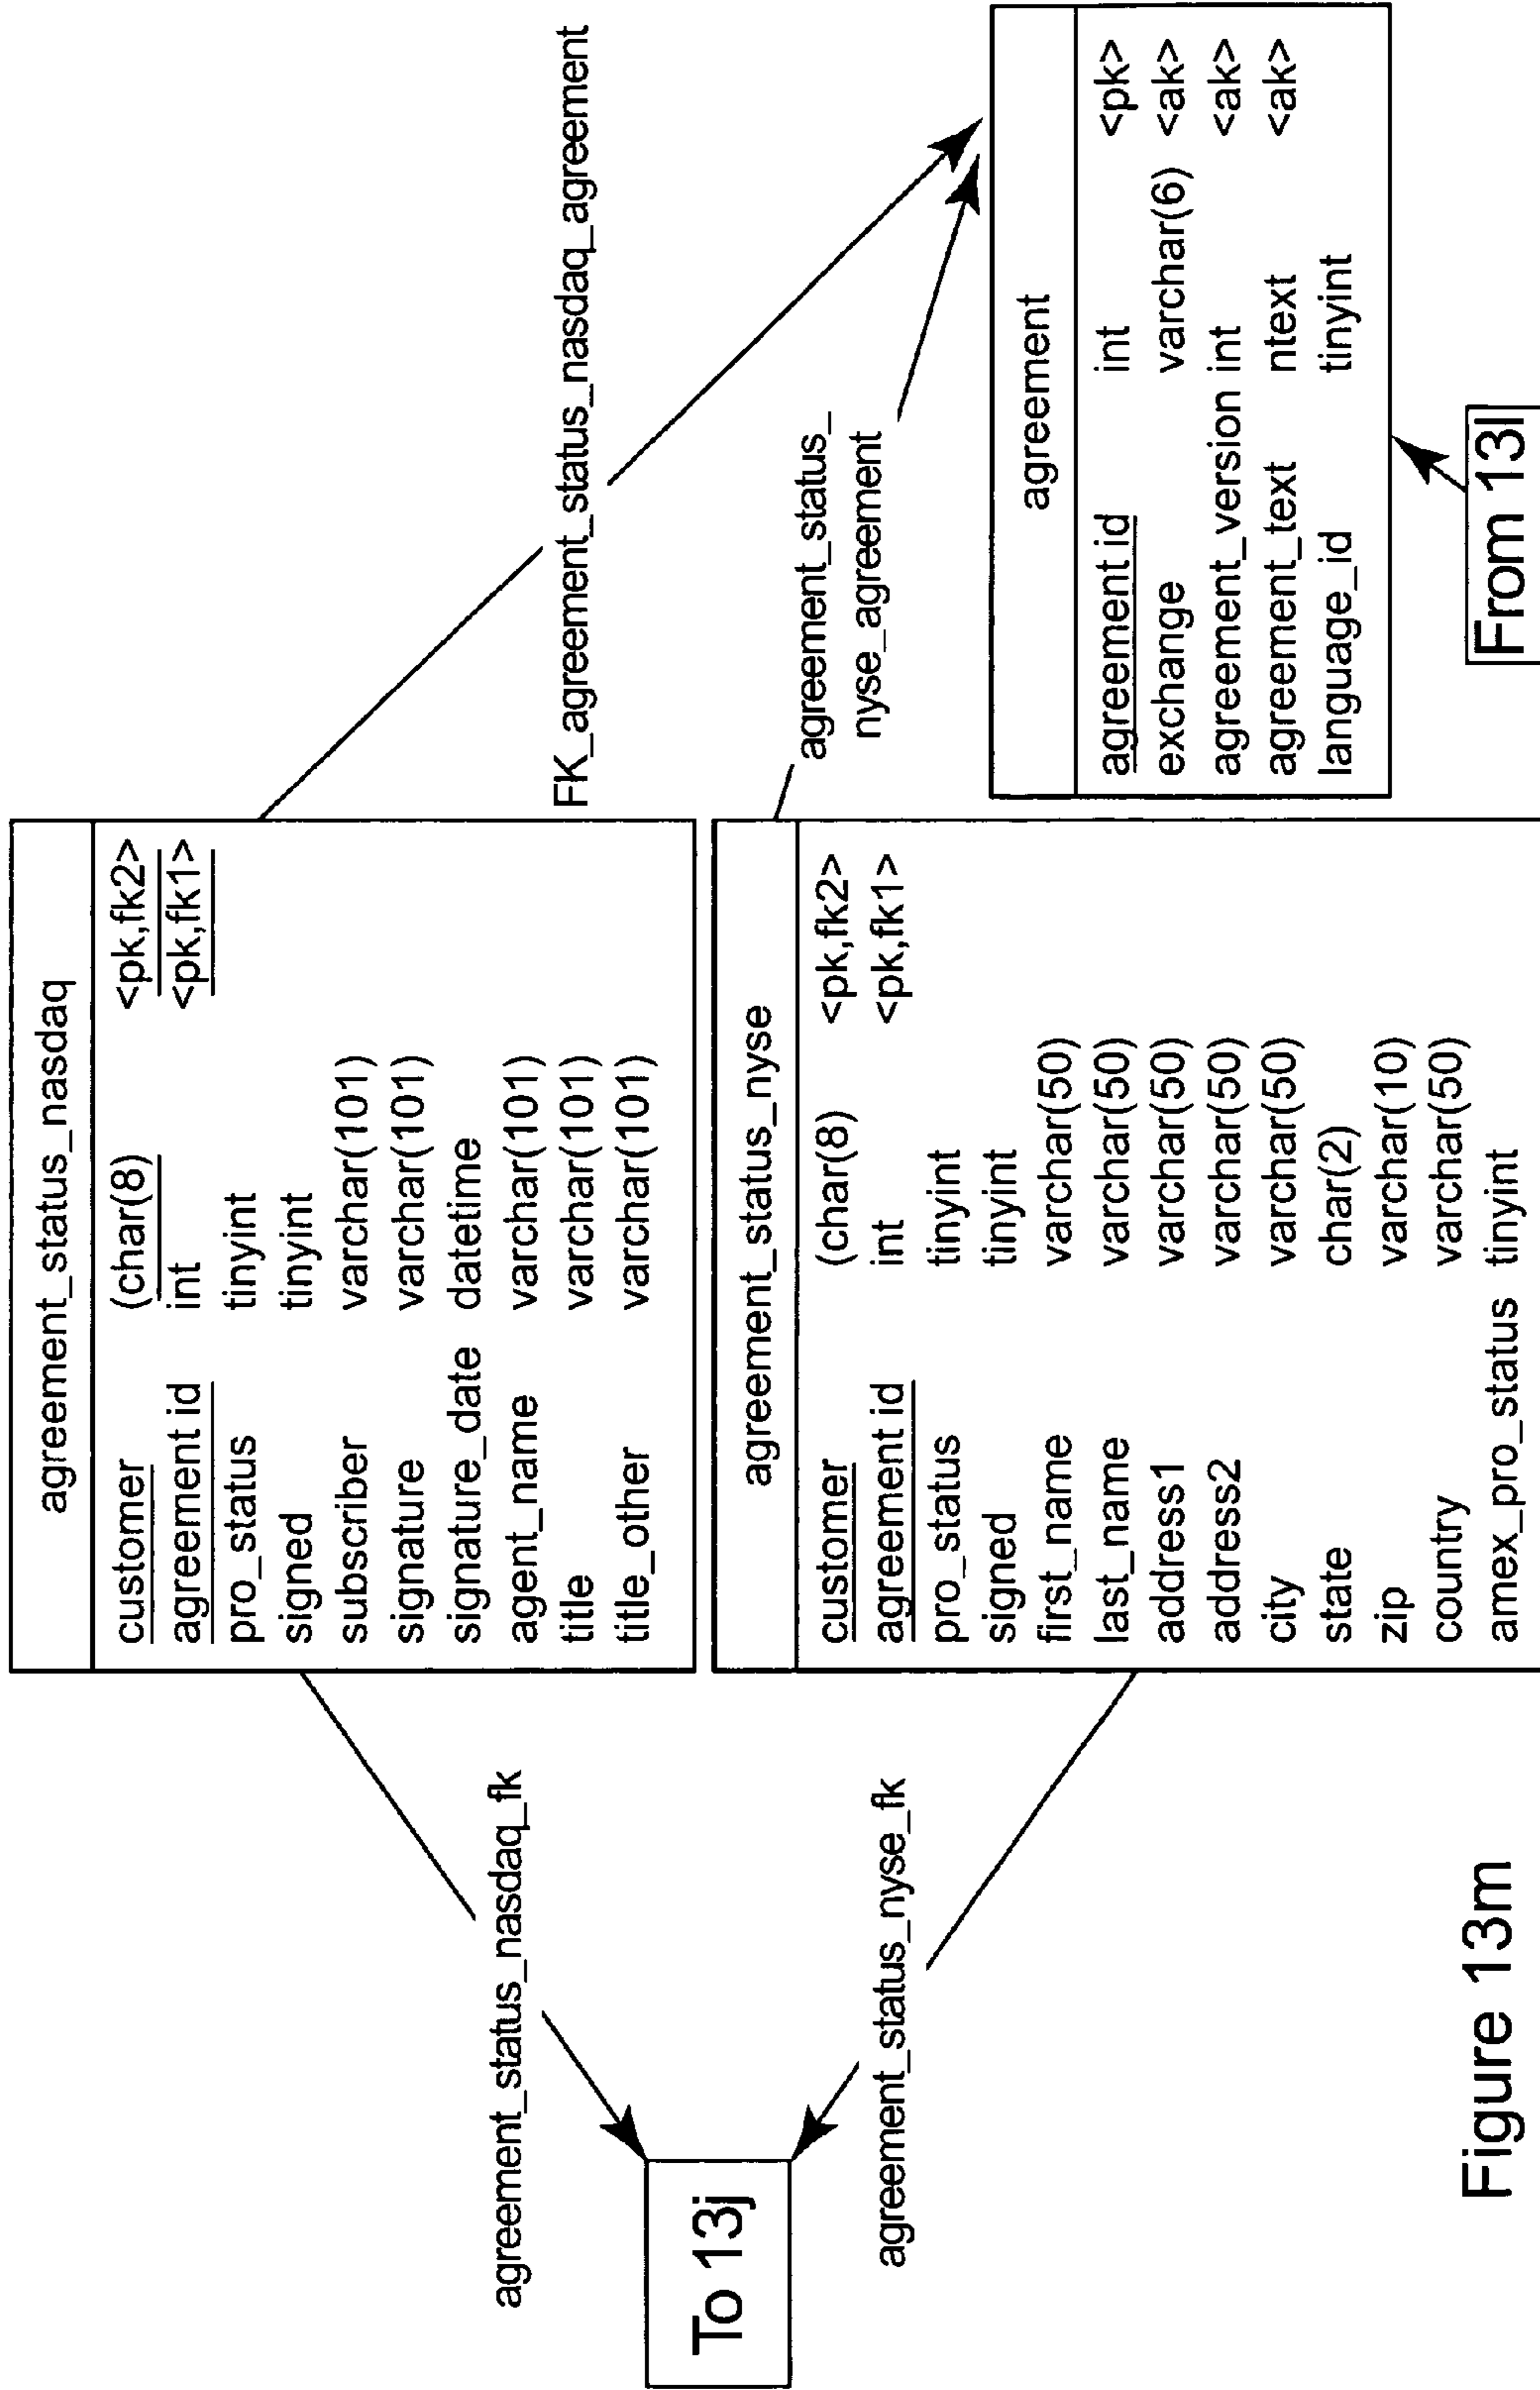 agreement_status_nasdaq
customer (char(8) <pk,fk2>
agreement id int <pk,fk1>
pro_status tinyint
signed tinyint
subscriber varchar(101)
signature varchar(101)
signature_date datetime
agent_name varchar(101)
title varchar(101)
title_other varchar(101)
agreement_status_nasdaq_fk
FK_agreement_status_nasdaq_agreement
To 13j
agreement_status_nyse
customer (char(8) <pk,fk2>
agreement id int <pk,fk1>
pro_status tinyint
signed tinyint
first_name varchar(50)
last_name varchar(50)
address1 varchar(50)
address2 varchar(50)
city varchar(50)
state char(2)
zip varchar(10)
country varchar(50)
amex_pro_status tinyint
agreement_status_nyse_fk
agreement_status_
nyse_agreement
agreement
agreement id int <pk>
exchange varchar(6) <ak>
agreement_version int <ak>
agreement_text ntext <ak>
language_id tinyint
From 13l
Figure 13m